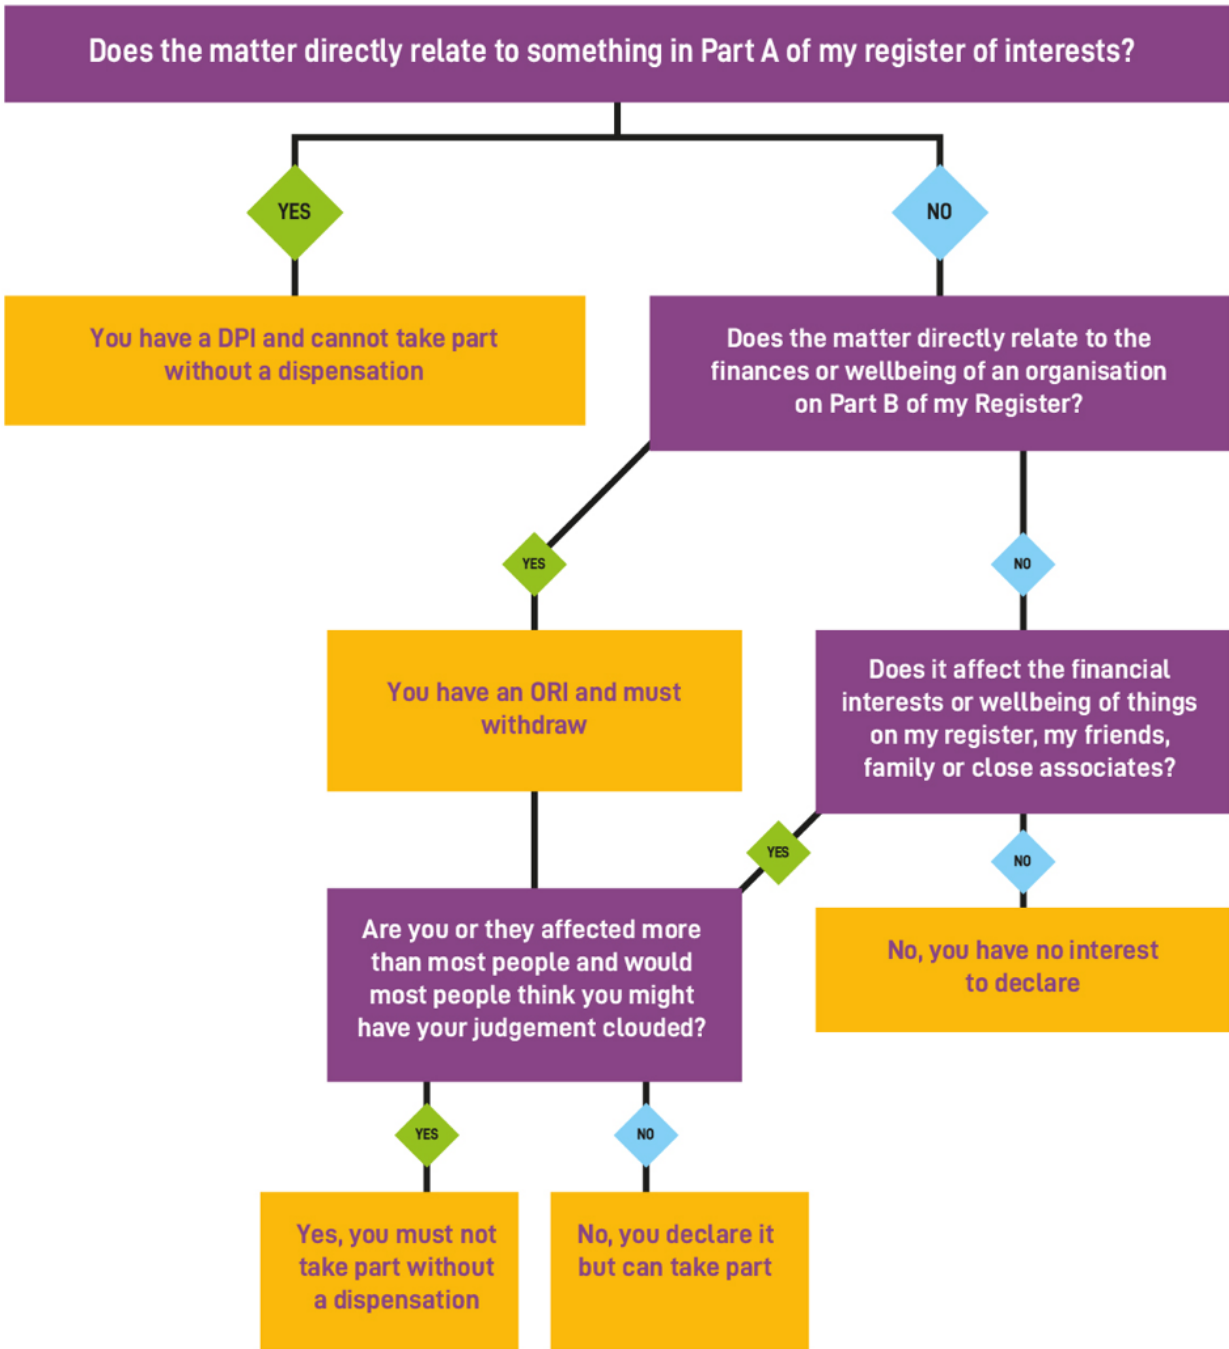 Does the matter directly relate to something in Part A of my register of interests?
YES
NO
You have a DPI and cannot take part
without a dispensation
Does the matter directly relate to the
finances or wellbeing of an organisation
on Part B of my Register?
YES
NO
You have an ORI and must
withdraw
Does it affect the financial
interests or wellbeing of things
on my register, my friends,
family or close associates?
YES
NO
Are you or they affected more
than most people and would
most people think you might
have your judgement clouded?
No, you have no interest
to declare
YES
NO
Yes, you must not
take part without
a dispensation
No, you declare it
but can take part